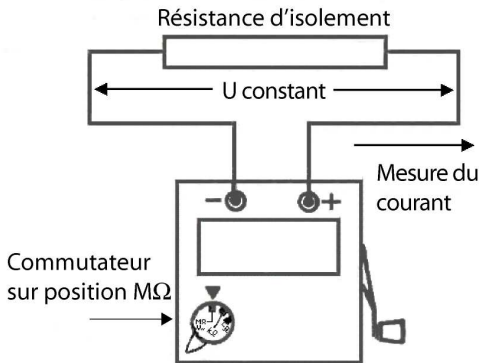 Résistance d'isolement
U constant
Mesure du
courant
− +
Commutateur
sur position MΩ